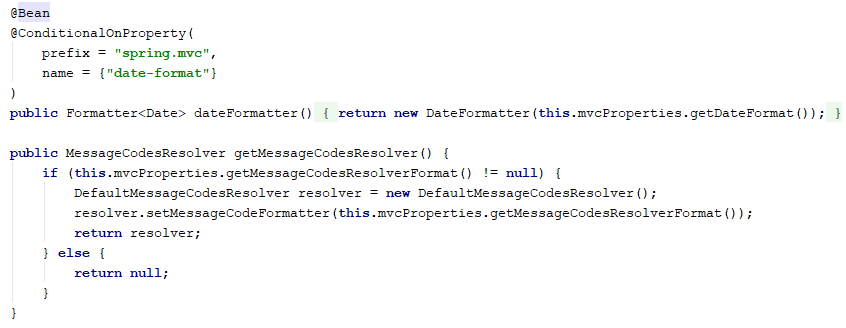 @Bean
@ConditionalOnProperty(
    prefix = "spring.mvc",
    name = {"date-format"}
)
public Formatter<Date> dateFormatter() { return new DateFormatter(this.mvcProperties.getDateFormat()); }

public MessageCodesResolver getMessageCodesResolver() {
    if (this.mvcProperties.getMessageCodesResolverFormat() != null) {
        DefaultMessageCodesResolver resolver = new DefaultMessageCodesResolver();
        resolver.setMessageCodeFormatter(this.mvcProperties.getMessageCodesResolverFormat());
        return resolver;
    } else {
        return null;
    }
}